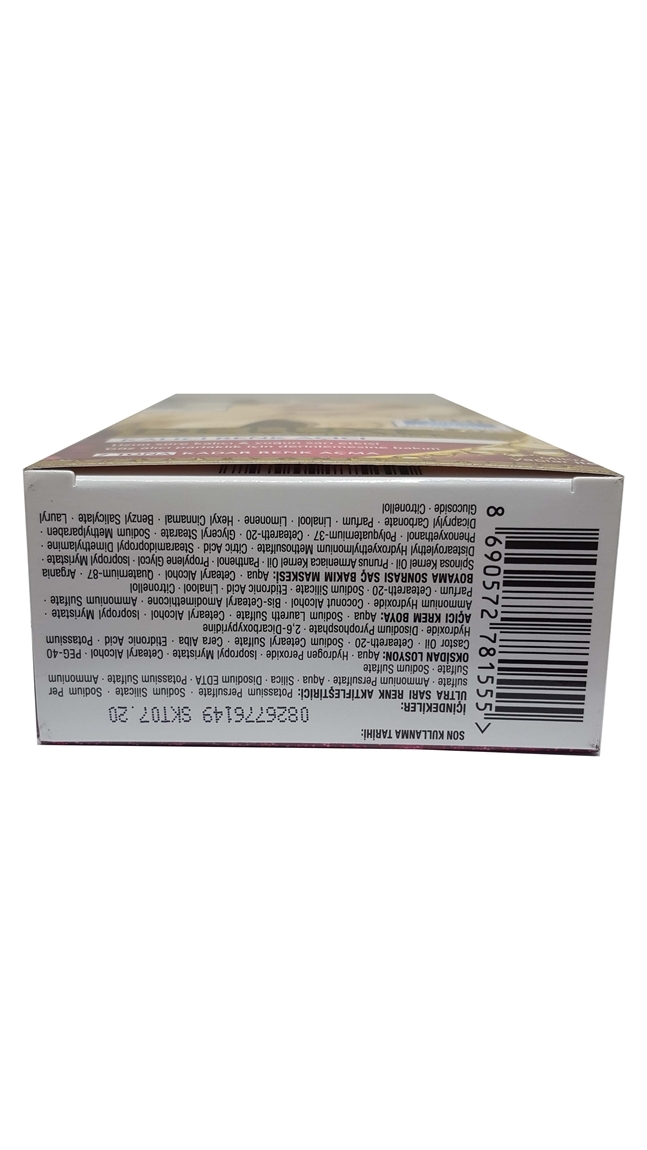 SON KULLANMA TARİHİ:
0826776149 SKT07.20
İÇİNDEKİLER:
ULTRA SARI RENK AKTİFLEŞTİRİCİ: Potassium Persulfate · Sodium Silicate · Sodium Per
sulfate · Ammonium Persulfate · Aqua · Silica · Disodium EDTA · Potassium Sulfate · Ammonium
Sulfate · Sodium Sulfate
OKSİDAN LOSYON: Aqua · Hydrogen Peroxide · Isopropyl Myristate · Cetearyl Alcohol · PEG-40
Castor Oil · Ceteareth-20 · Sodium Cetearyl Sulfate · Cera Alba · Etidronic Acid · Potassium
Hydroxide · Disodium Pyrophosphate · 2,6-Dicarboxypyridine
AÇICI KREM BOYA: Aqua · Sodium Laureth Sulfate · Cetearyl Alcohol · Isopropyl Myristate ·
Ammonium Hydroxide · Coconut Alcohol · Bis-Cetearyl Amodimethicone · Ammonium Sulfate ·
Parfum · Ceteareth-20 · Sodium Silicate · Etidronic Acid · Linalool · Citronellol
BOYAMA SONRASI SAÇ BAKIM MASKESİ: Aqua · Cetearyl Alcohol · Quaternium-87 · Argania
Spinosa Kernel Oil · Prunus Armeniaca Kernel Oil · Panthenol · Propylene Glycol · Isopropyl Myristate ·
Distearoylethyl Hydroxyethylmonium Methosulfate · Citric Acid · Stearamidopropyl Dimethylamine ·
Phenoxyethanol · Polyquaternium-37 · Ceteareth-20 · Glyceryl Stearate · Sodium Methylparaben ·
Dicaprylyl Carbonate · Parfum · Linalool · Limonene · Hexyl Cinnamal · Benzyl Salicylate · Lauryl
Glucoside · Citronellol
8 690572 781555 >
KADAR RENK AÇMA